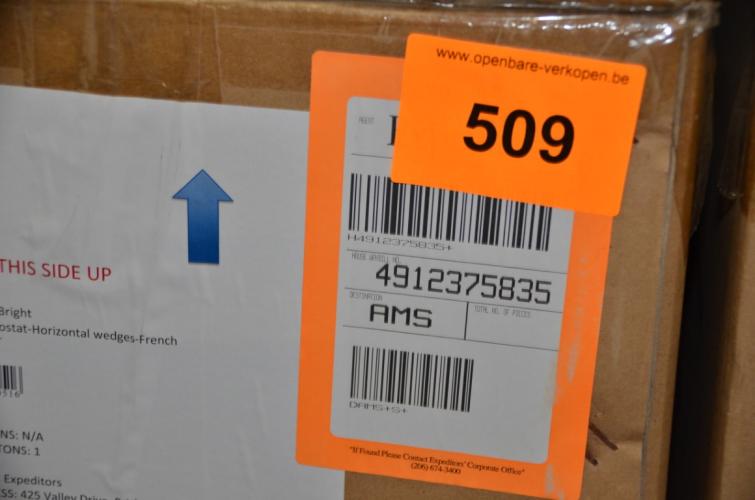 www.openbare-verkopen.be
509
AGENT
H4912375835+
HOUSE WAYBILL NO.
4912375835
DESTINATION
TOTAL NO. OF PIECES
AMS
DAMS+S+
"If Found Please Contact Expeditors' Corporate Office"
(206) 674-3400
THIS SIDE UP
Bright
ostat-Horizontal wedges-French
NS: N/A
TONS: 1
Expeditors
SS: 425 Valley Drive